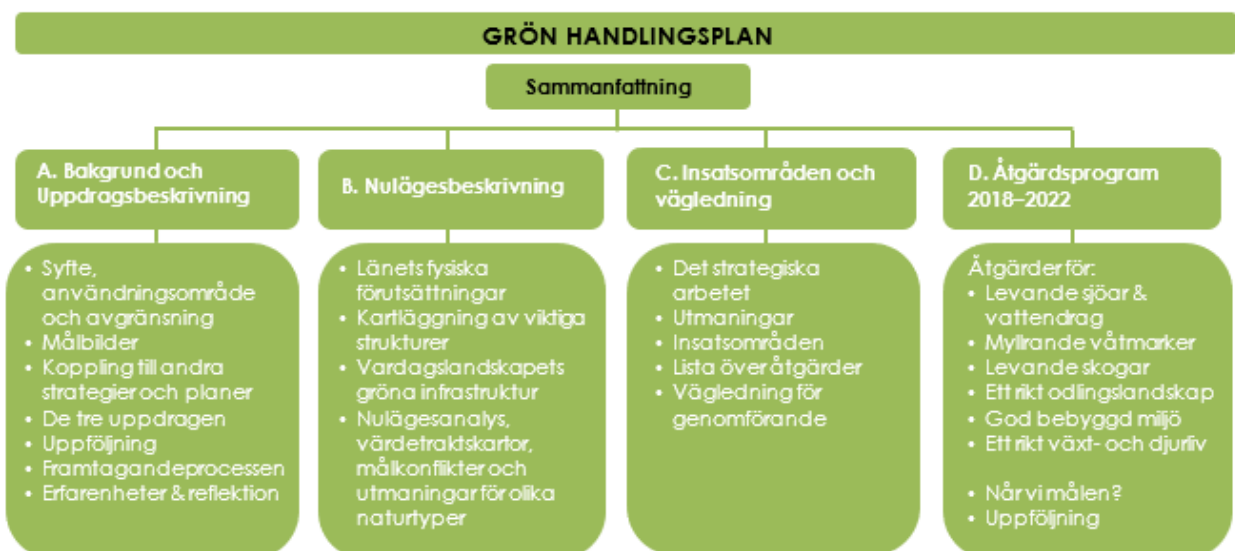 GRÖN HANDLINGSPLAN
Sammanfattning
A. Bakgrund och
Uppdragsbeskrivning
• Syfte,
användningsområde
och avgränsning
• Målbilder
• Koppling till andra
strategier och planer
• De tre uppdragen
• Uppföljning
• Framtagandeprocessen
• Erfarenheter & reflektion
B. Nulägesbeskrivning
• Länets fysiska
förutsättningar
• Kartläggning av viktiga
strukturer
• Vardagslandskapets
gröna infrastruktur
• Nulägesanalys,
värdetraktskartor,
målkonflikter och
utmaningar för olika
naturtyper
C. Insatsområden och
vägledning
• Det strategiska
arbetet
• Utmaningar
• Insatsområden
• Lista över åtgärder
• Vägledning för
genomförande
D. Åtgärdsprogram
2018–2022
Åtgärder för:
• Levande sjöar &
vattendrag
• Myllrande våtmarker
• Levande skogar
• Ett rikt odlingslandskap
• God bebyggd miljö
• Ett rikt växt- och djurliv
• Når vi målen?
• Uppföljning